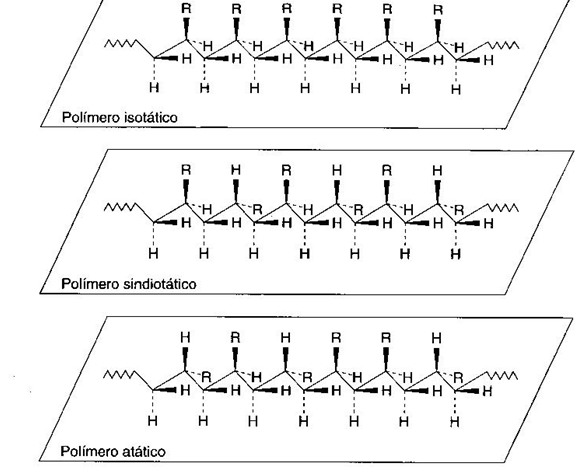 R R R R R R
H H H H H H
H H H H H H
H H H H H H H
Polímero isotático
R H R H R H
H R H R H R
H H H H H H H
H H H H H H H
Polímero sindiotático
H R H R R H
R H R H H R
H H H H H H H
H H H H H H H
Polímero atático